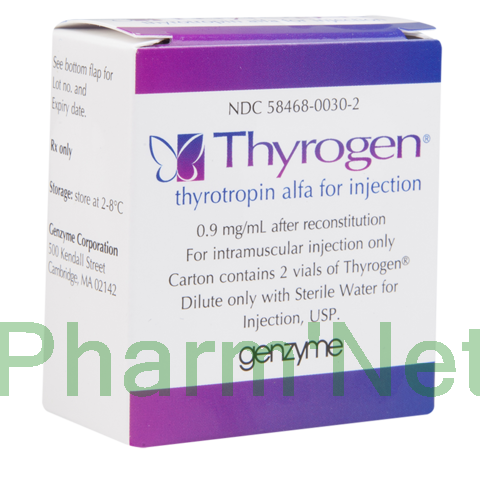 See bottom flap for
Lot no. and
Expiry date.
Rx only
Storage: store at 2-8°C
Genzyme Corporation
500 Kendall Street
Cambridge, MA 02142
NDC 58468-0030-2
Thyrogen®
thyrotropin alfa for injection
0.9 mg/mL after reconstitution
For intramuscular injection only
Carton contains 2 vials of Thyrogen®
Dilute only with Sterile Water for
Injection, USP.
genzyme
Pharm'Net